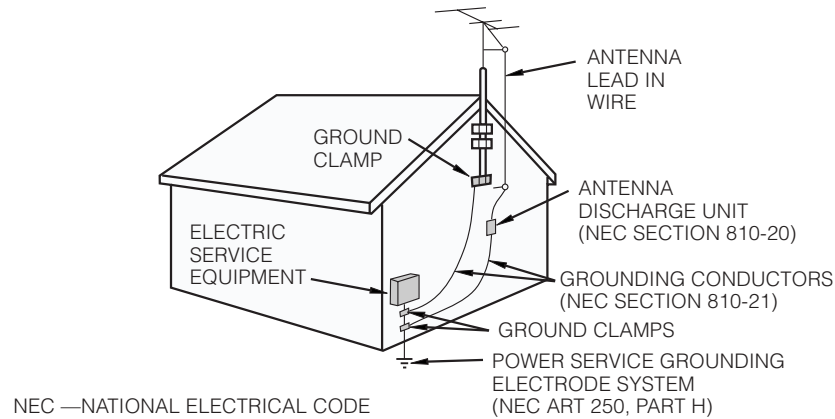 ANTENNA
LEAD IN
WIRE
GROUND
CLAMP
ANTENNA
DISCHARGE UNIT
(NEC SECTION 810-20)
ELECTRIC
SERVICE
EQUIPMENT
GROUNDING CONDUCTORS
(NEC SECTION 810-21)
GROUND CLAMPS
POWER SERVICE GROUNDING
ELECTRODE SYSTEM
(NEC ART 250, PART H)
NEC —NATIONAL ELECTRICAL CODE